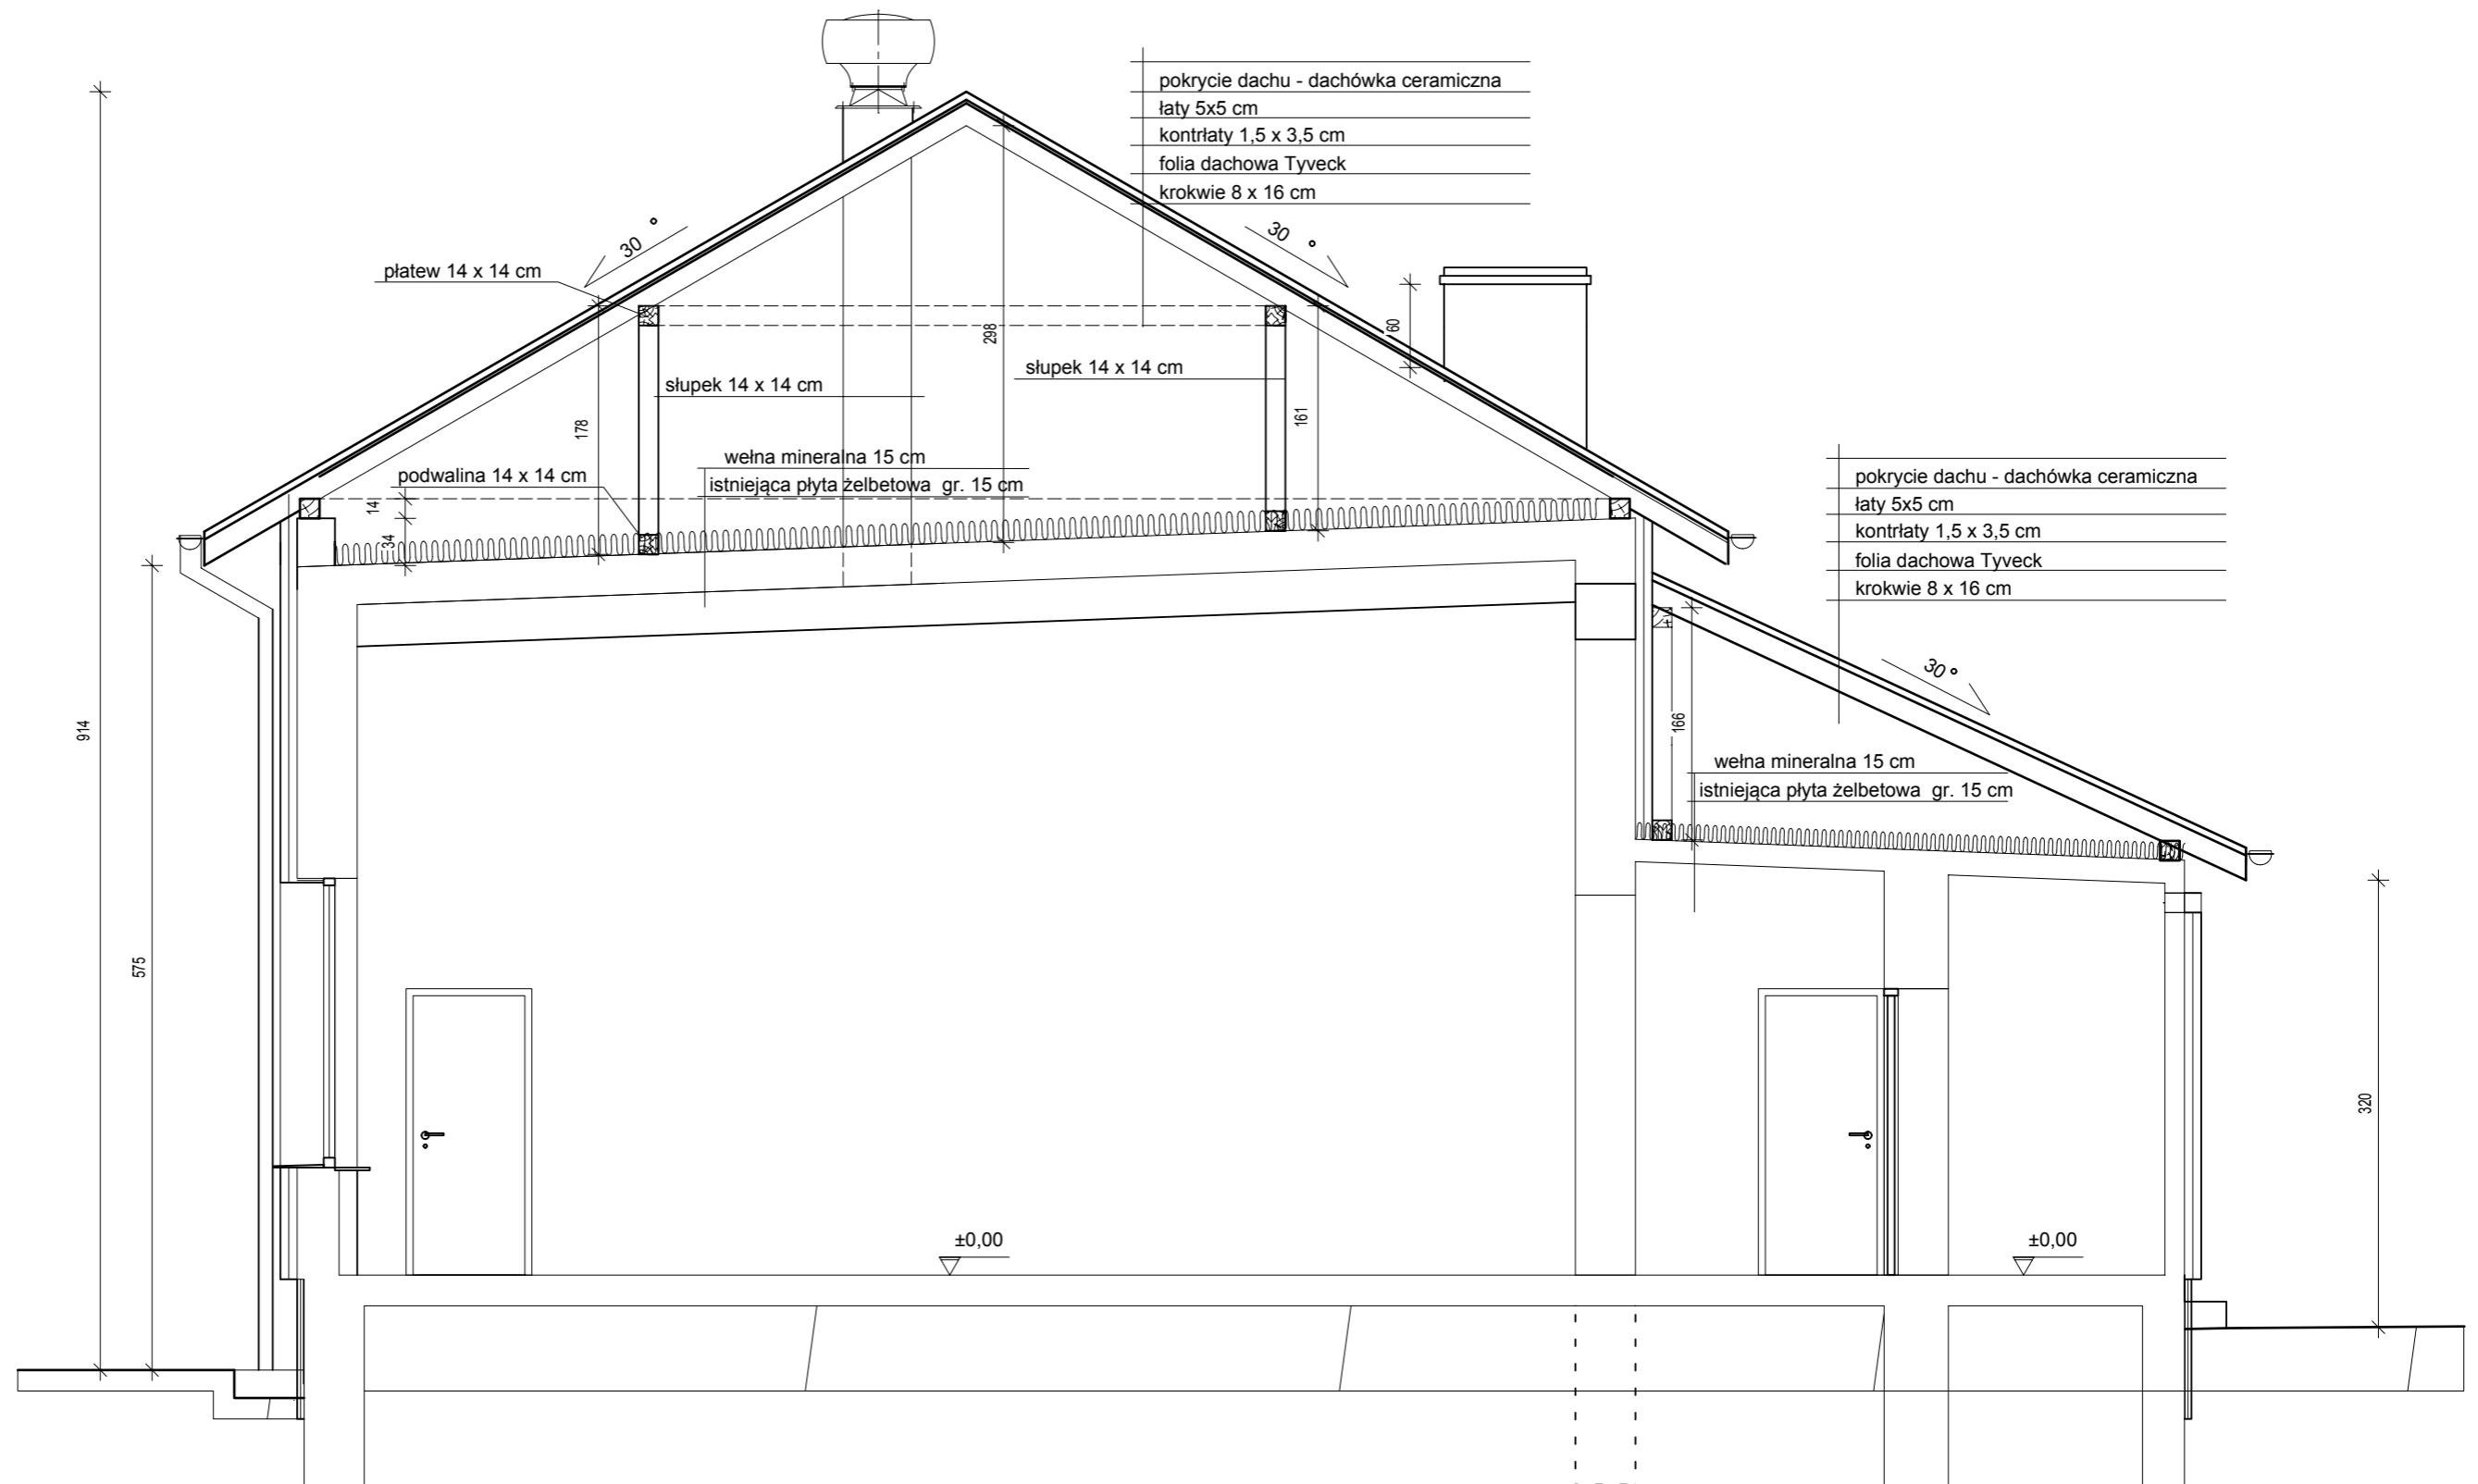 pokrycie dachu - dachówka ceramiczna
łaty 5x5 cm
kontrłaty 1,5 x 3,5 cm
folia dachowa Tyveck
krokwie 8 x 16 cm
30 °
30 °
płatew 14 x 14 cm
298
60
słupek 14 x 14 cm
słupek 14 x 14 cm
178
161
wełna mineralna 15 cm
istniejąca płyta żelbetowa gr. 15 cm
podwalina 14 x 14 cm
14
34
pokrycie dachu - dachówka ceramiczna
łaty 5x5 cm
kontrłaty 1,5 x 3,5 cm
folia dachowa Tyveck
krokwie 8 x 16 cm
30 °
914
166
wełna mineralna 15 cm
istniejąca płyta żelbetowa gr. 15 cm
575
320
±0,00
±0,00